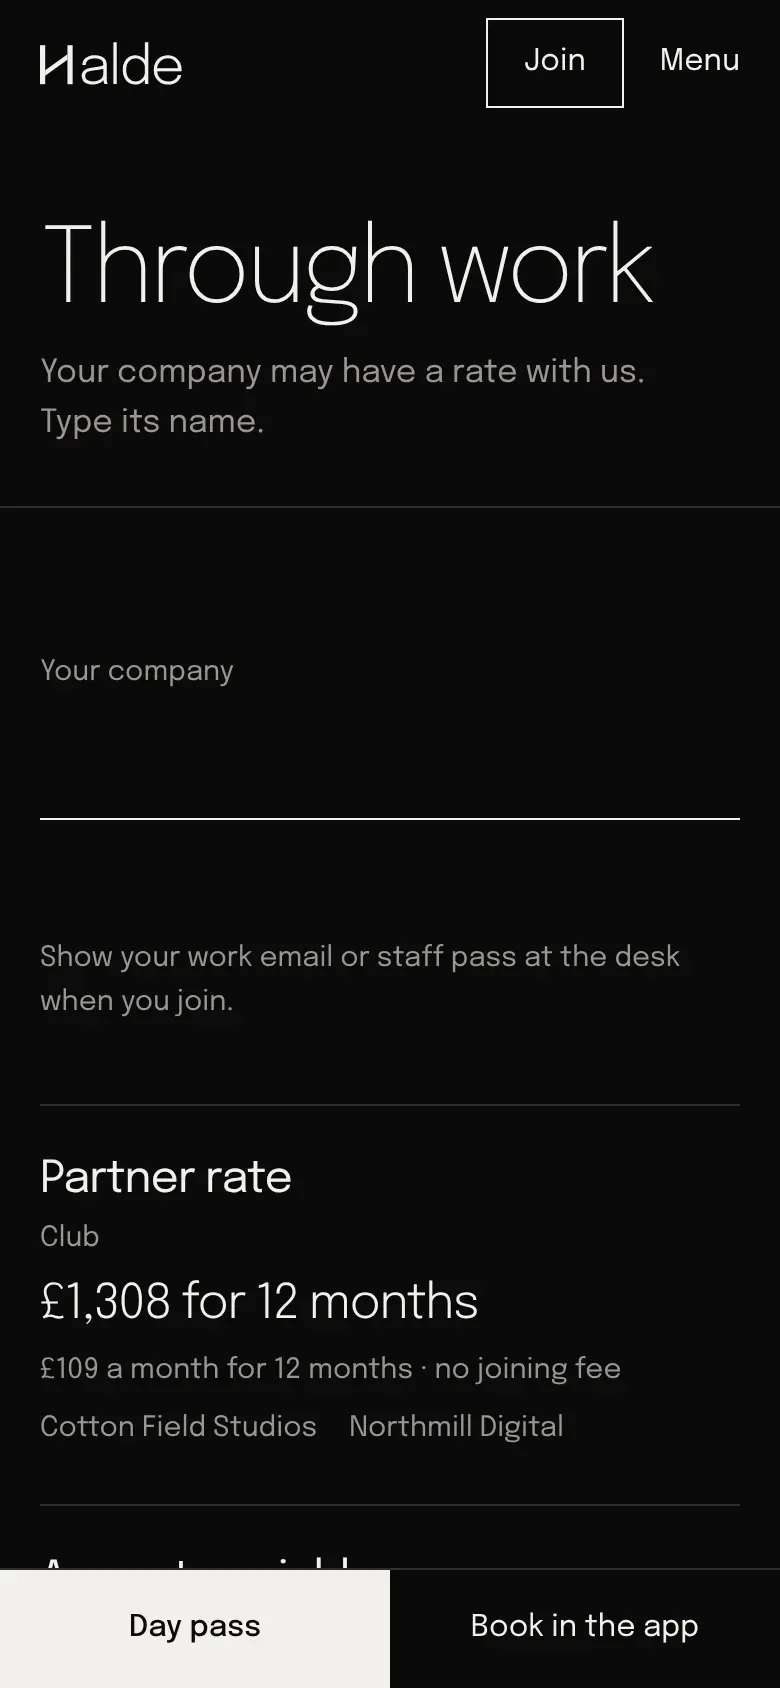 Halde
Join
Menu
Through work
Your company may have a rate with us.
Type its name.
Your company
Show your work email or staff pass at the desk
when you join.
Partner rate
Club
£1,308 for 12 months
£109 a month for 12 months · no joining fee
Cotton Field Studios Northmill Digital
Day pass
Book in the app